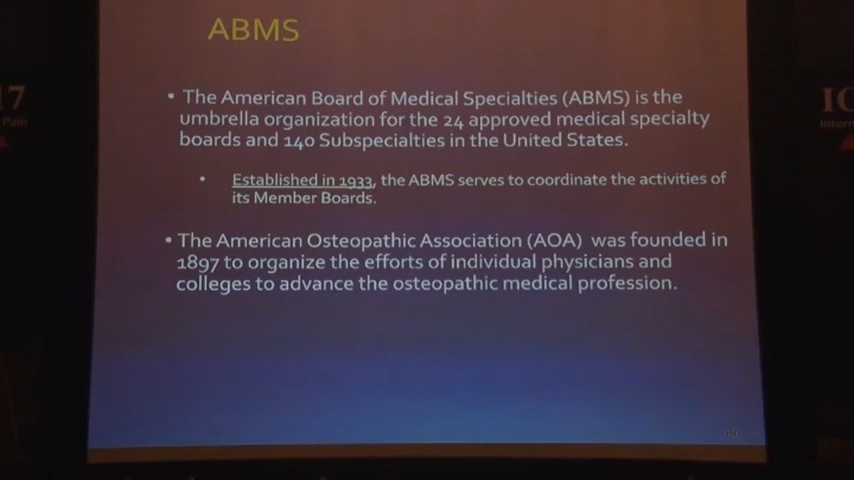 ABMS
• The American Board of Medical Specialties (ABMS) is the
umbrella organization for the 24 approved medical specialty
boards and 140 Subspecialties in the United States.
• Established in 1933, the ABMS serves to coordinate the activities of
its Member Boards.
• The American Osteopathic Association (AOA) was founded in
1897 to organize the efforts of individual physicians and
colleges to advance the osteopathic medical profession.
17
Pain